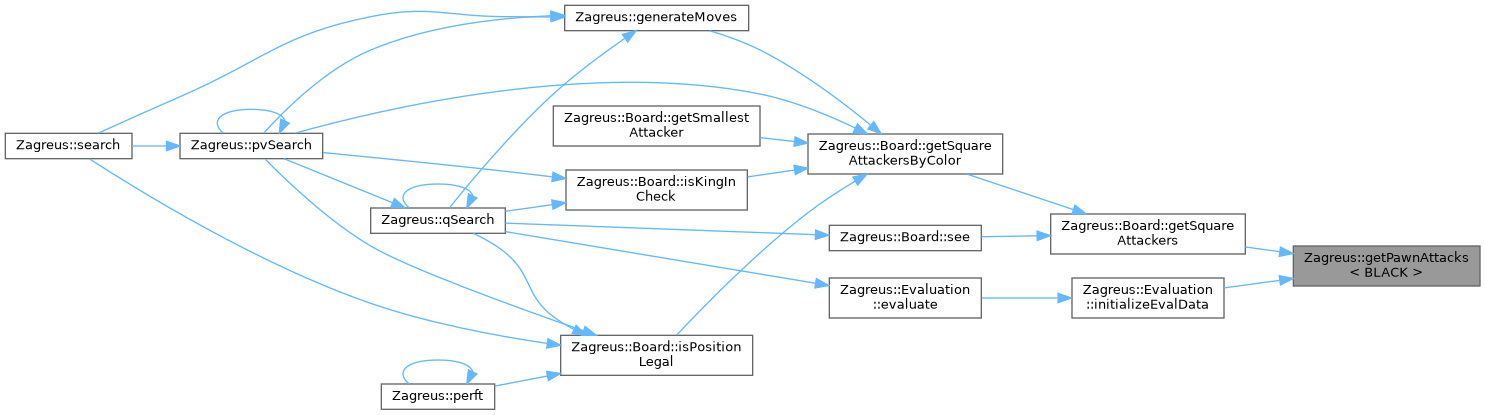 Zagreus::generateMoves
Zagreus::Board::getSmallest
Attacker
Zagreus::search
Zagreus::pvSearch
Zagreus::Board::getSquare
AttackersByColor
Zagreus::Board::isKingIn
Check
Zagreus::qSearch
Zagreus::Board::see
Zagreus::Board::getSquare
Attackers
Zagreus::getPawnAttacks
< BLACK >
Zagreus::Evaluation
::evaluate
Zagreus::Evaluation
::initializeEvalData
Zagreus::Board::isPosition
Legal
Zagreus::perft